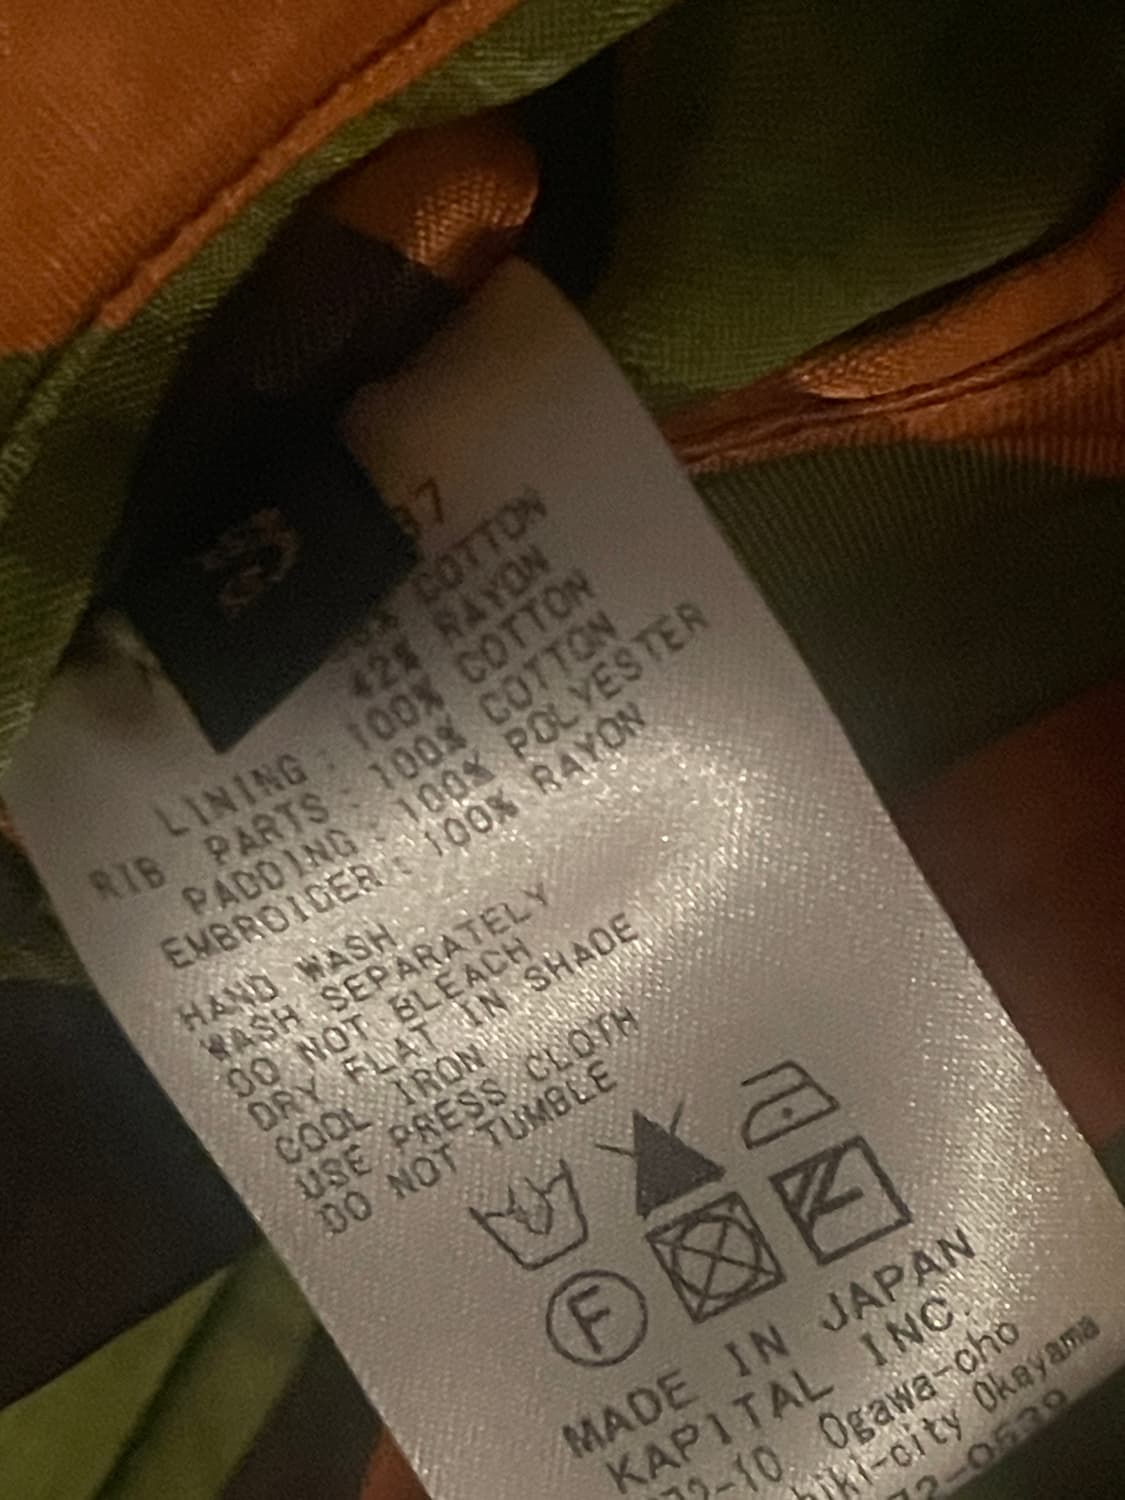 COTTON
42% RAYON
LINING : 100% COTTON
RIB PARTS : 100% COTTON
PADDING : 100% POLYESTER
EMBROIDER : 100% RAYON
HAND WASH
WASH SEPARATELY
DO NOT BLEACH
DRY FLAT IN SHADE
COOL IRON
USE PRESS CLOTH
DO NOT TUMBLE
F
MADE IN JAPAN
KAPITAL INC.
Ogawa-cho
Okayama